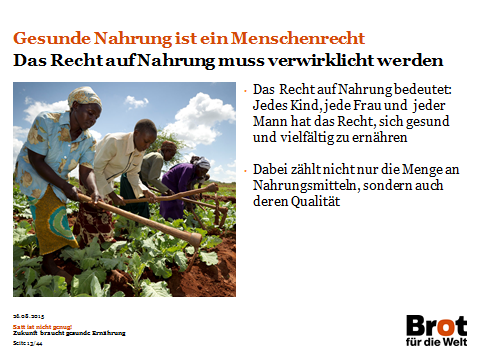 Gesunde Nahrung ist ein Menschenrecht
Das Recht auf Nahrung muss verwirklicht werden
• Das Recht auf Nahrung bedeutet:
Jedes Kind, jede Frau und jeder
Mann hat das Recht, sich gesund
und vielfältig zu ernähren
• Dabei zählt nicht nur die Menge an
Nahrungsmitteln, sondern auch
deren Qualität
26.08.2015
Satt ist nicht genug!
Zukunft braucht gesunde Ernährung
Seite 13/44
Brot
für die Welt